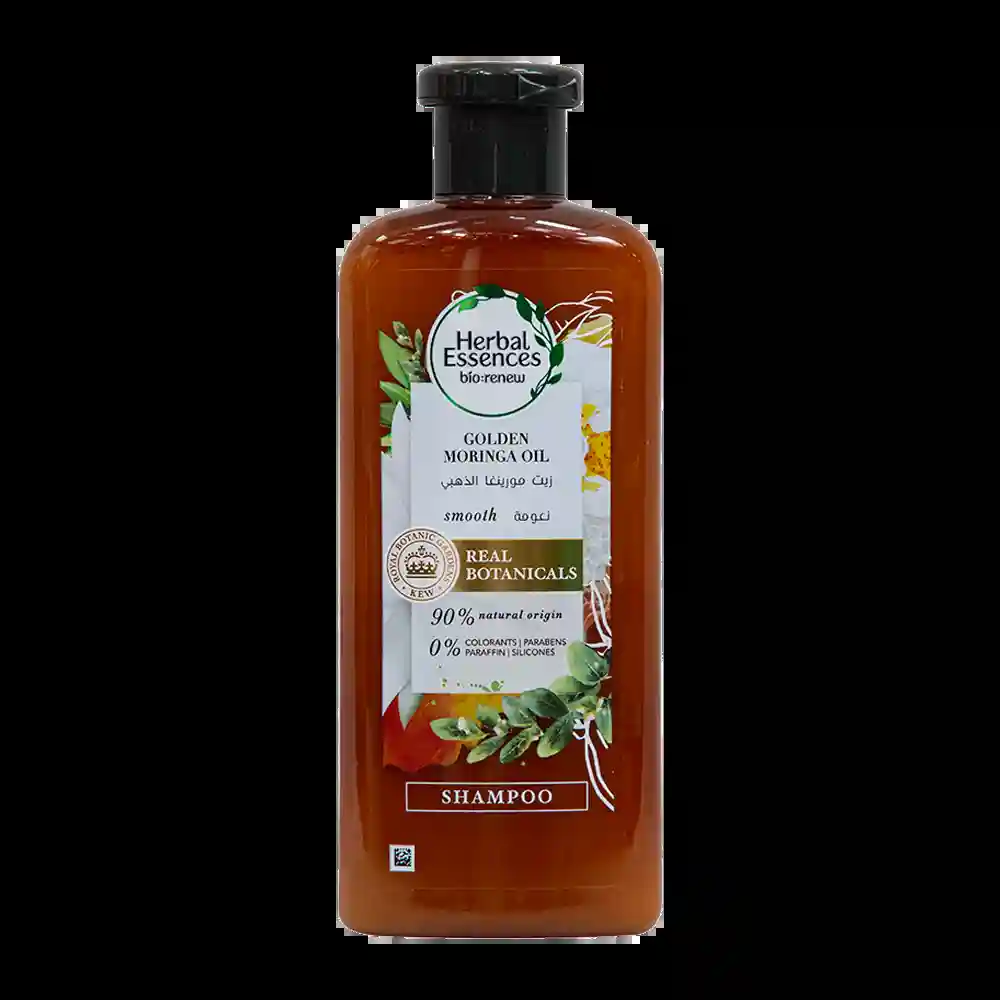 Herbal
Essences
bio:renew
GOLDEN
MORINGA OIL
زيت مورينغا الذهبي
smooth نعومة
ROYAL BOTANIC GARDENS
• KEW •
REAL
BOTANICALS
90% natural origin
0% COLORANTS | PARABENS
PARAFFIN | SILICONES
SHAMPOO